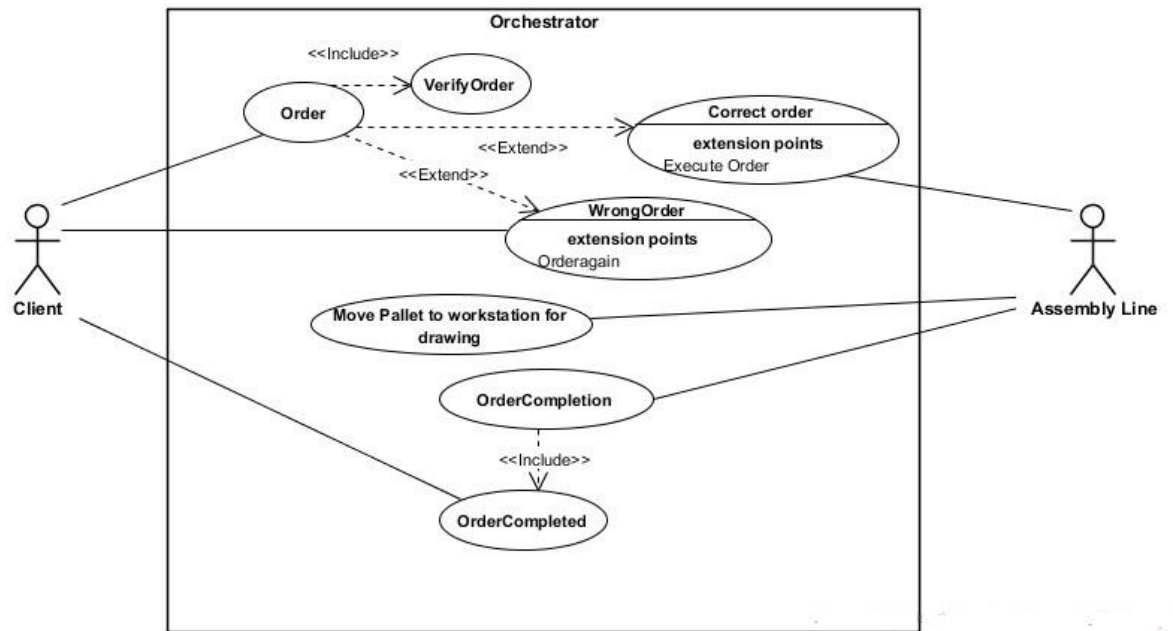 Orchestrator
<<Include>>
VerifyOrder
Order
Correct order
extension points
Execute Order
<<Extend>>
<<Extend>>
WrongOrder
extension points
Orderagain
Client
Assembly Line
Move Pallet to workstation for
drawing
OrderCompletion
<<Include>>
OrderCompleted